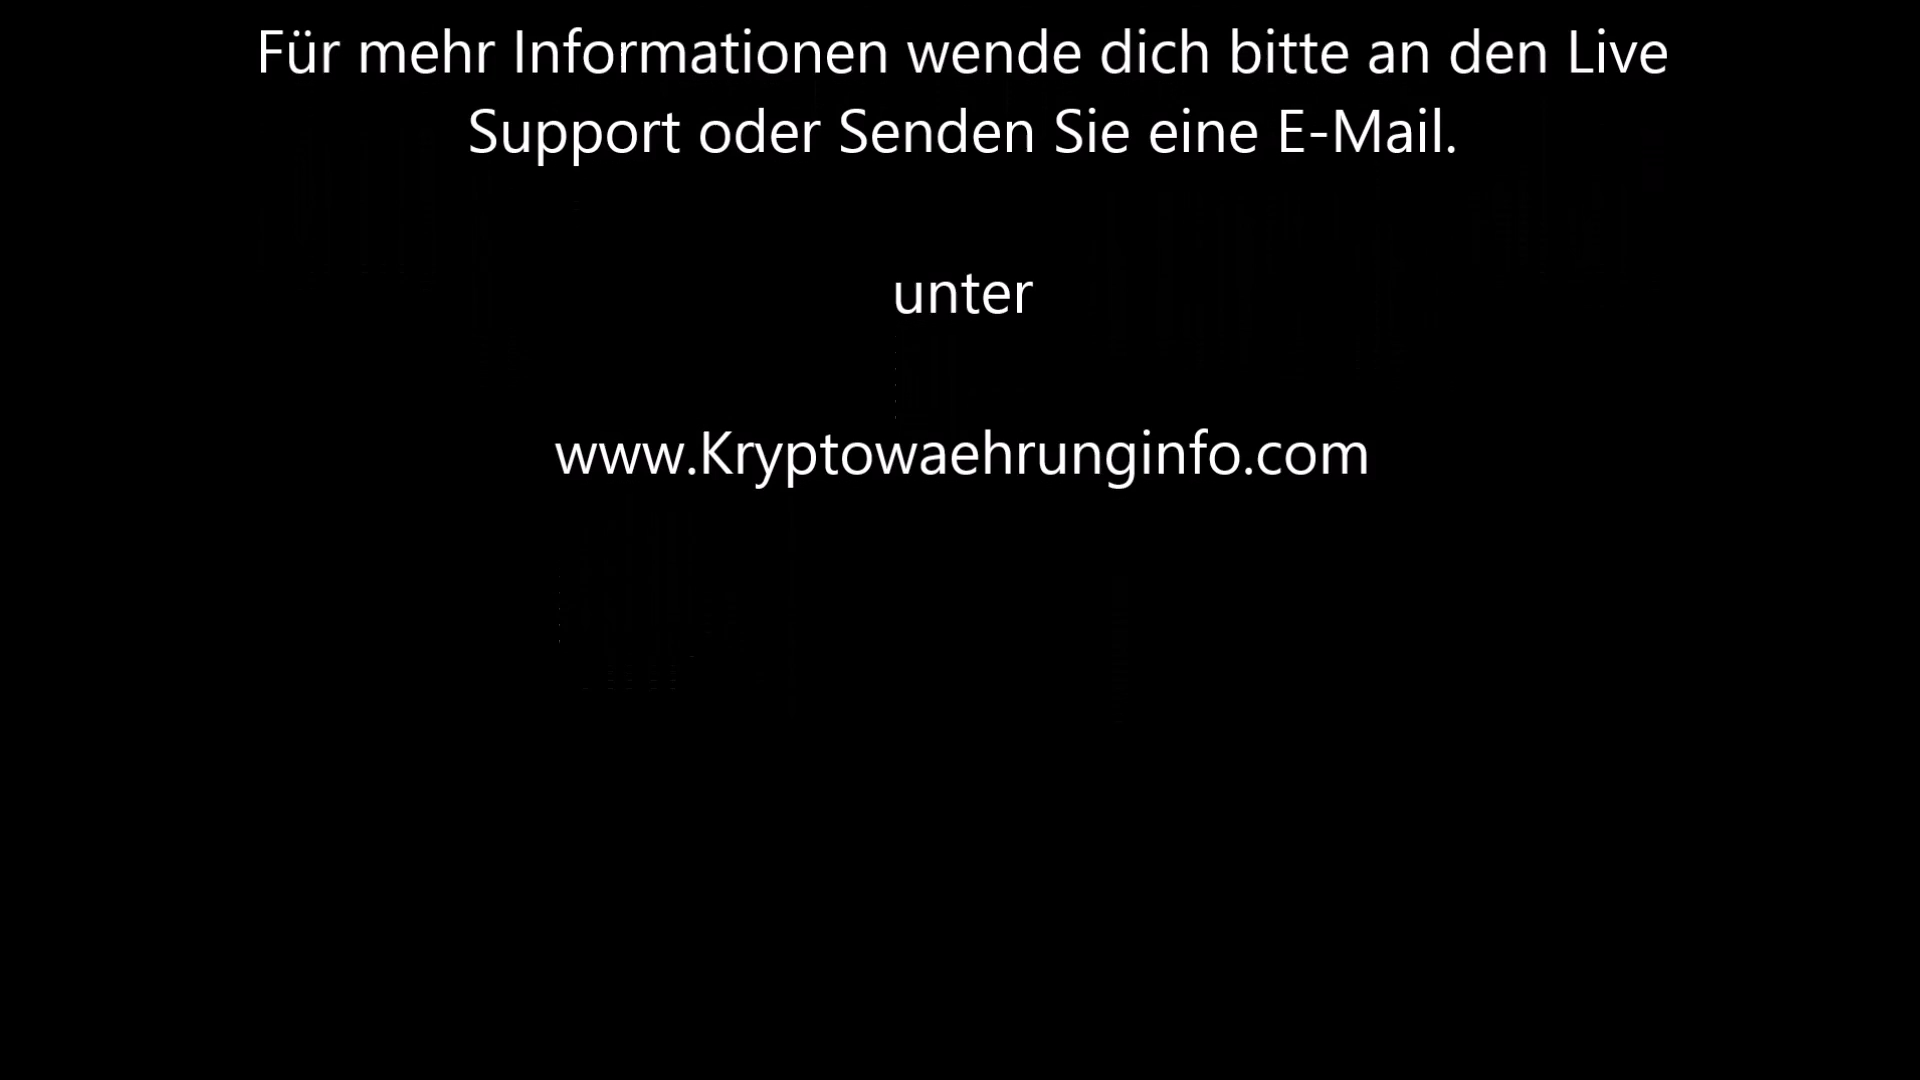 Für mehr Informationen wende dich bitte an den Live
Support oder Senden Sie eine E-Mail.
unter
www.Kryptowaehrunginfo.com